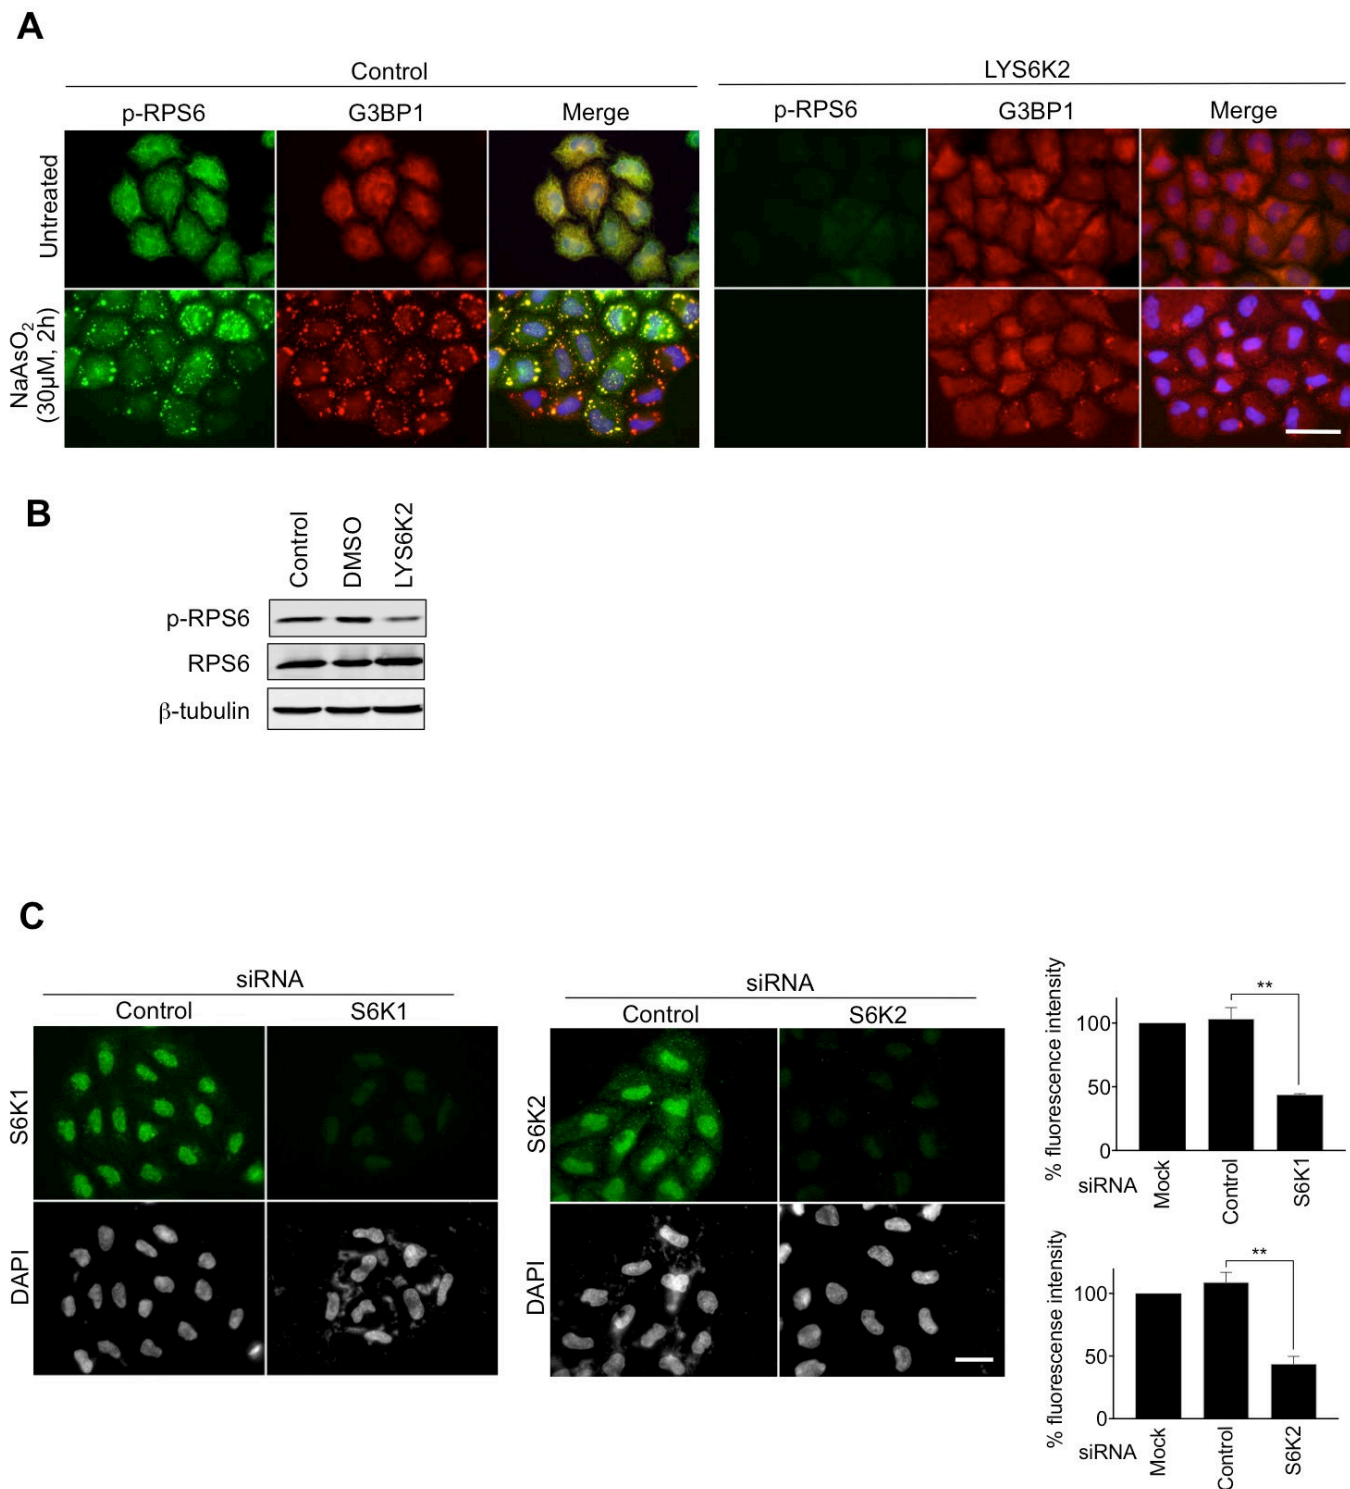 A
Control
LYS6K2
p-RPS6 G3BP1 Merge
p-RPS6 G3BP1 Merge
Untreated
NaAsO2
(30µM, 2h)
B
Control
DMSO
LYS6K2
p-RPS6
RPS6
β-tubulin
C
siRNA
Control S6K1
S6K1
DAPI
siRNA
Control S6K2
S6K2
DAPI
% fluorescence intensity
**
100
50
0
siRNA
Mock
Control
S6K1
% fluorescense intensity
**
100
50
0
siRNA
Mock
Control
S6K2